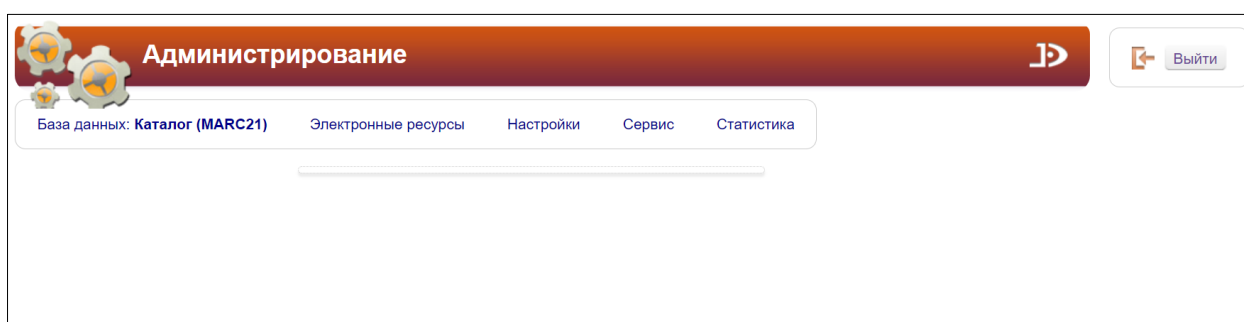 Администрирование
Выйти
База данных: Каталог (MARC21) Электронные ресурсы Настройки Сервис Статистика